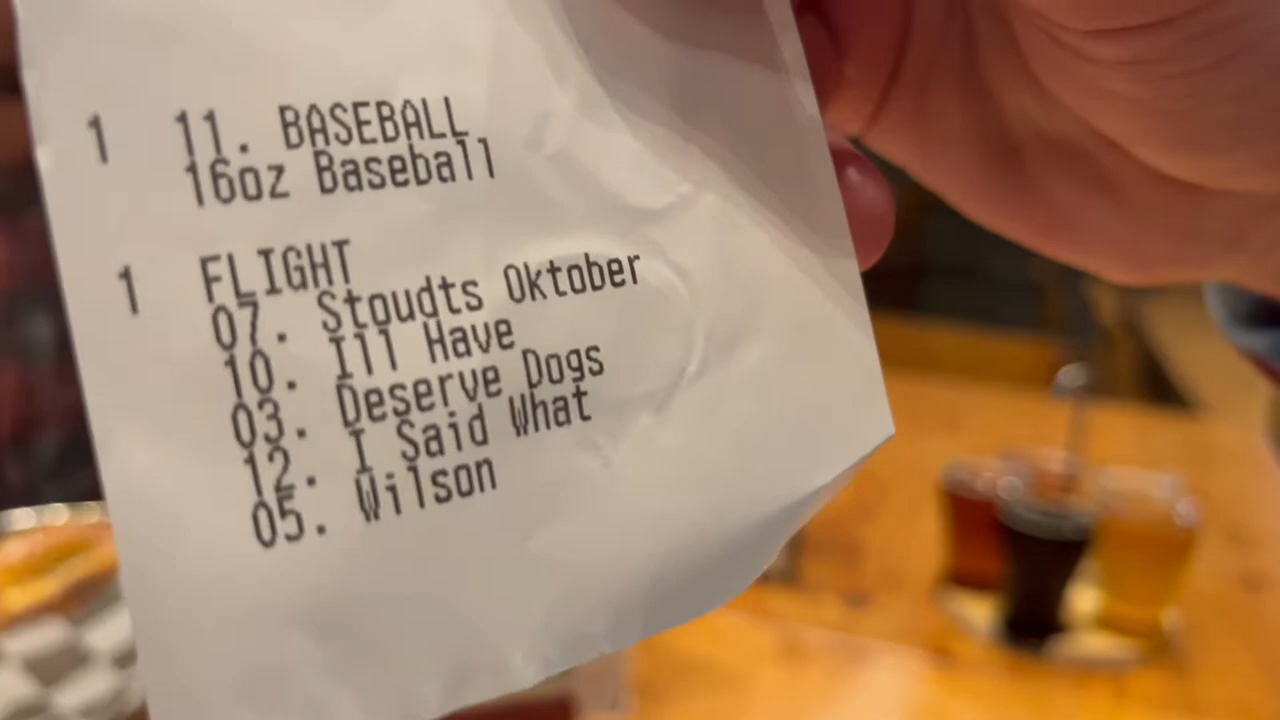 1 11. BASEBALL
16oz Baseball
1 FLIGHT
07. Stoudts Oktober
10. Ill Have
03. Deserve Dogs
12. I Said What
05. Wilson